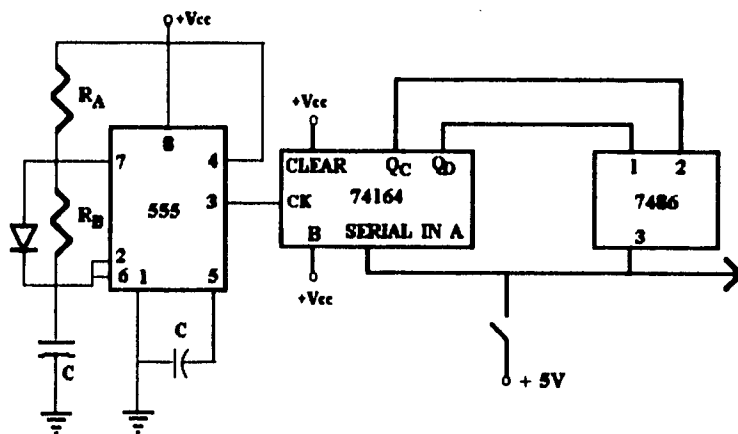 +Vcc
RA
8
7
4
555
3
RB
2
6
1
5
C
C
+Vcc
CLEAR QC QD
74164
CK
B SERIAL IN A
+Vcc
1 2
7486
3
+ 5V